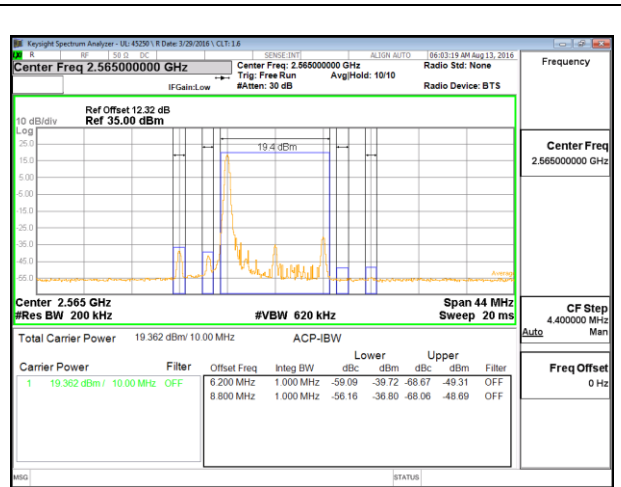 Keysight Spectrum Analyzer - UL: 45250 \ R Date: 3/29/2016 \ CLT: 1.6
R RF 50 Ω DC SENSE:INT ALIGN AUTO 06:03:19 AM Aug 13, 2016
Center Freq 2.565000000 GHz
Center Freq: 2.565000000 GHz
Radio Std: None
Trig: Free Run Avg|Hold: 10/10
IFGain:Low #Atten: 30 dB Radio Device: BTS
Frequency
Ref Offset 12.32 dB
10 dB/div Ref 35.00 dBm
Log
25.0
15.0
5.00
-5.00
-15.0
-25.0
-35.0
-45.0
-55.0
19.4 dBm
Average
Center 2.565 GHz Span 44 MHz
#Res BW 200 kHz #VBW 620 kHz Sweep 20 ms
Total Carrier Power 19.362 dBm/ 10.00 MHz ACP-IBW
Lower Upper
Carrier Power Filter Offset Freq Integ BW dBc dBm dBc dBm Filter
1 19.362 dBm / 10.00 MHz OFF 6.200 MHz 1.000 MHz -59.09 -39.72 -68.67 -49.31 OFF
8.800 MHz 1.000 MHz -56.16 -36.80 -68.06 -48.69 OFF
Center Freq
2.565000000 GHz
CF Step
4.400000 MHz
Auto Man
Freq Offset
0 Hz
MSG STATUS